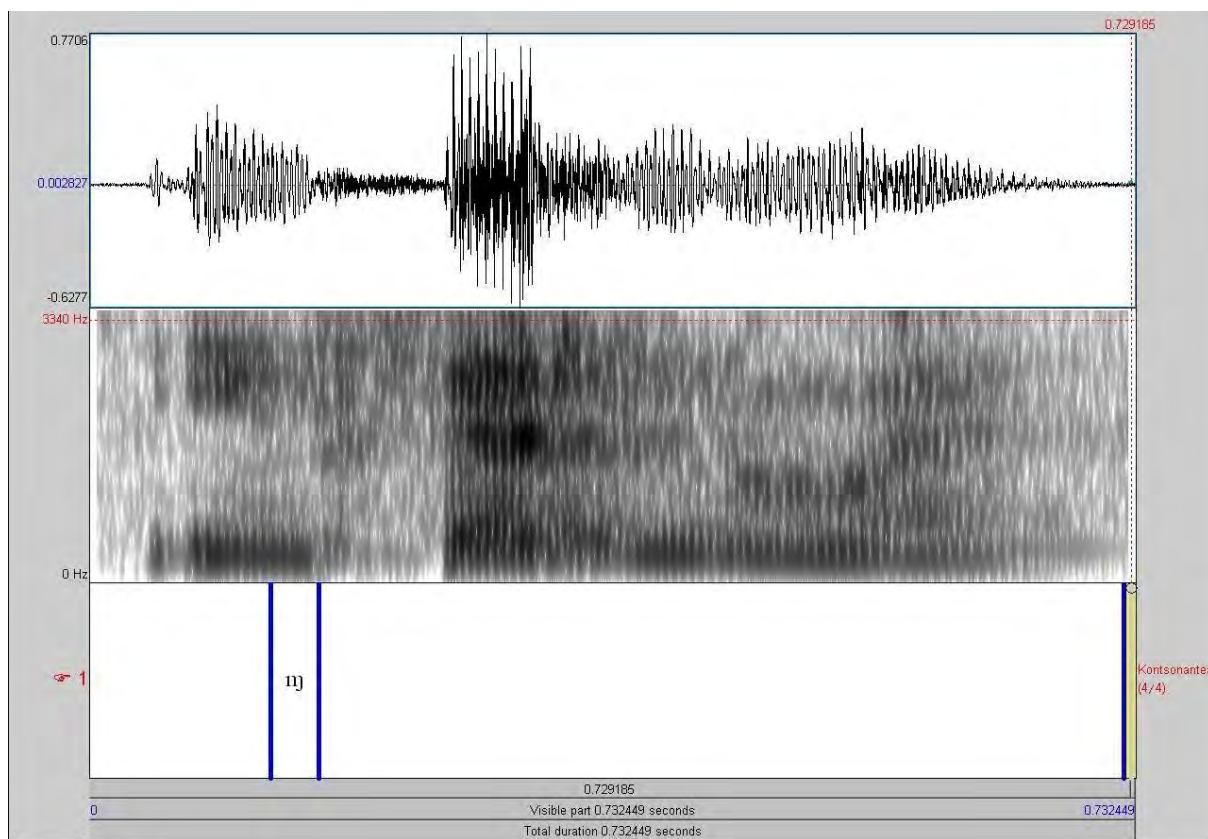 0.729185
0.7706
0.002827
-0.6277
3340 Hz
0 Hz
ɱ
1
Kontsonantes
(4/4)
0.729185
0 Visible part 0.732449 seconds 0.732449
Total duration 0.732449 seconds